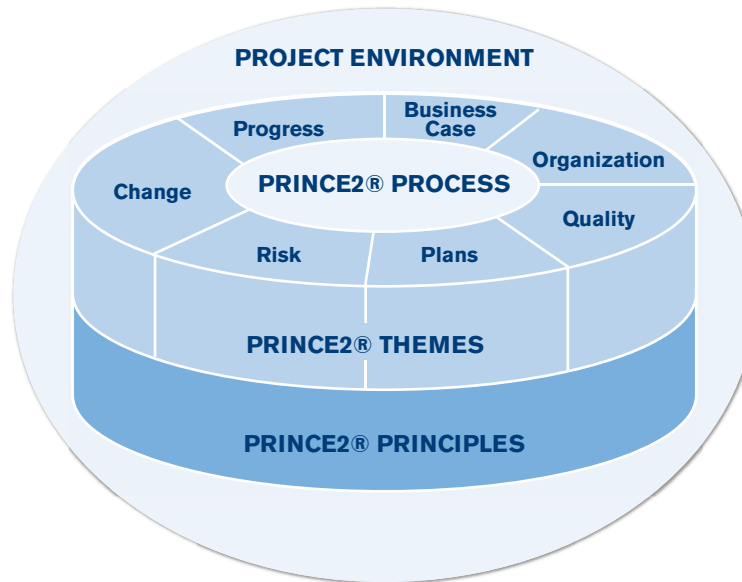 PROJECT ENVIRONMENT
Progress
Business
Case
Organization
Change
PRINCE2® PROCESS
Quality
Risk
Plans
PRINCE2® THEMES
PRINCE2® PRINCIPLES